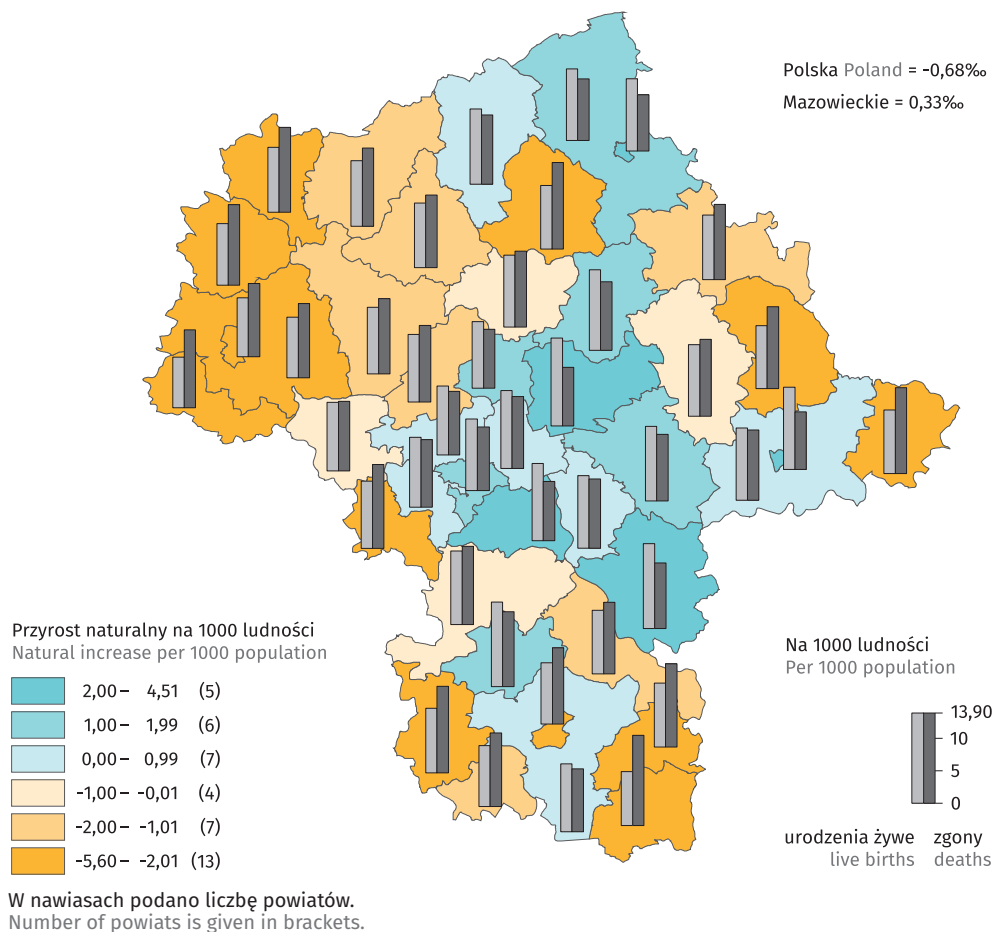 Polska Poland = -0,68‰
Mazowieckie = 0,33‰
Przyrost naturalny na 1000 ludności
Natural increase per 1000 population
2,00 – 4,51 (5)
1,00 – 1,99 (6)
0,00 – 0,99 (7)
-1,00 – -0,01 (4)
-2,00 – -1,01 (7)
-5,60 – -2,01 (13)
W nawiasach podano liczbę powiatów.
Number of powiats is given in brackets.
Na 1000 ludności
Per 1000 population
13,90
10
5
0
urodzenia żywe zgony
live births deaths